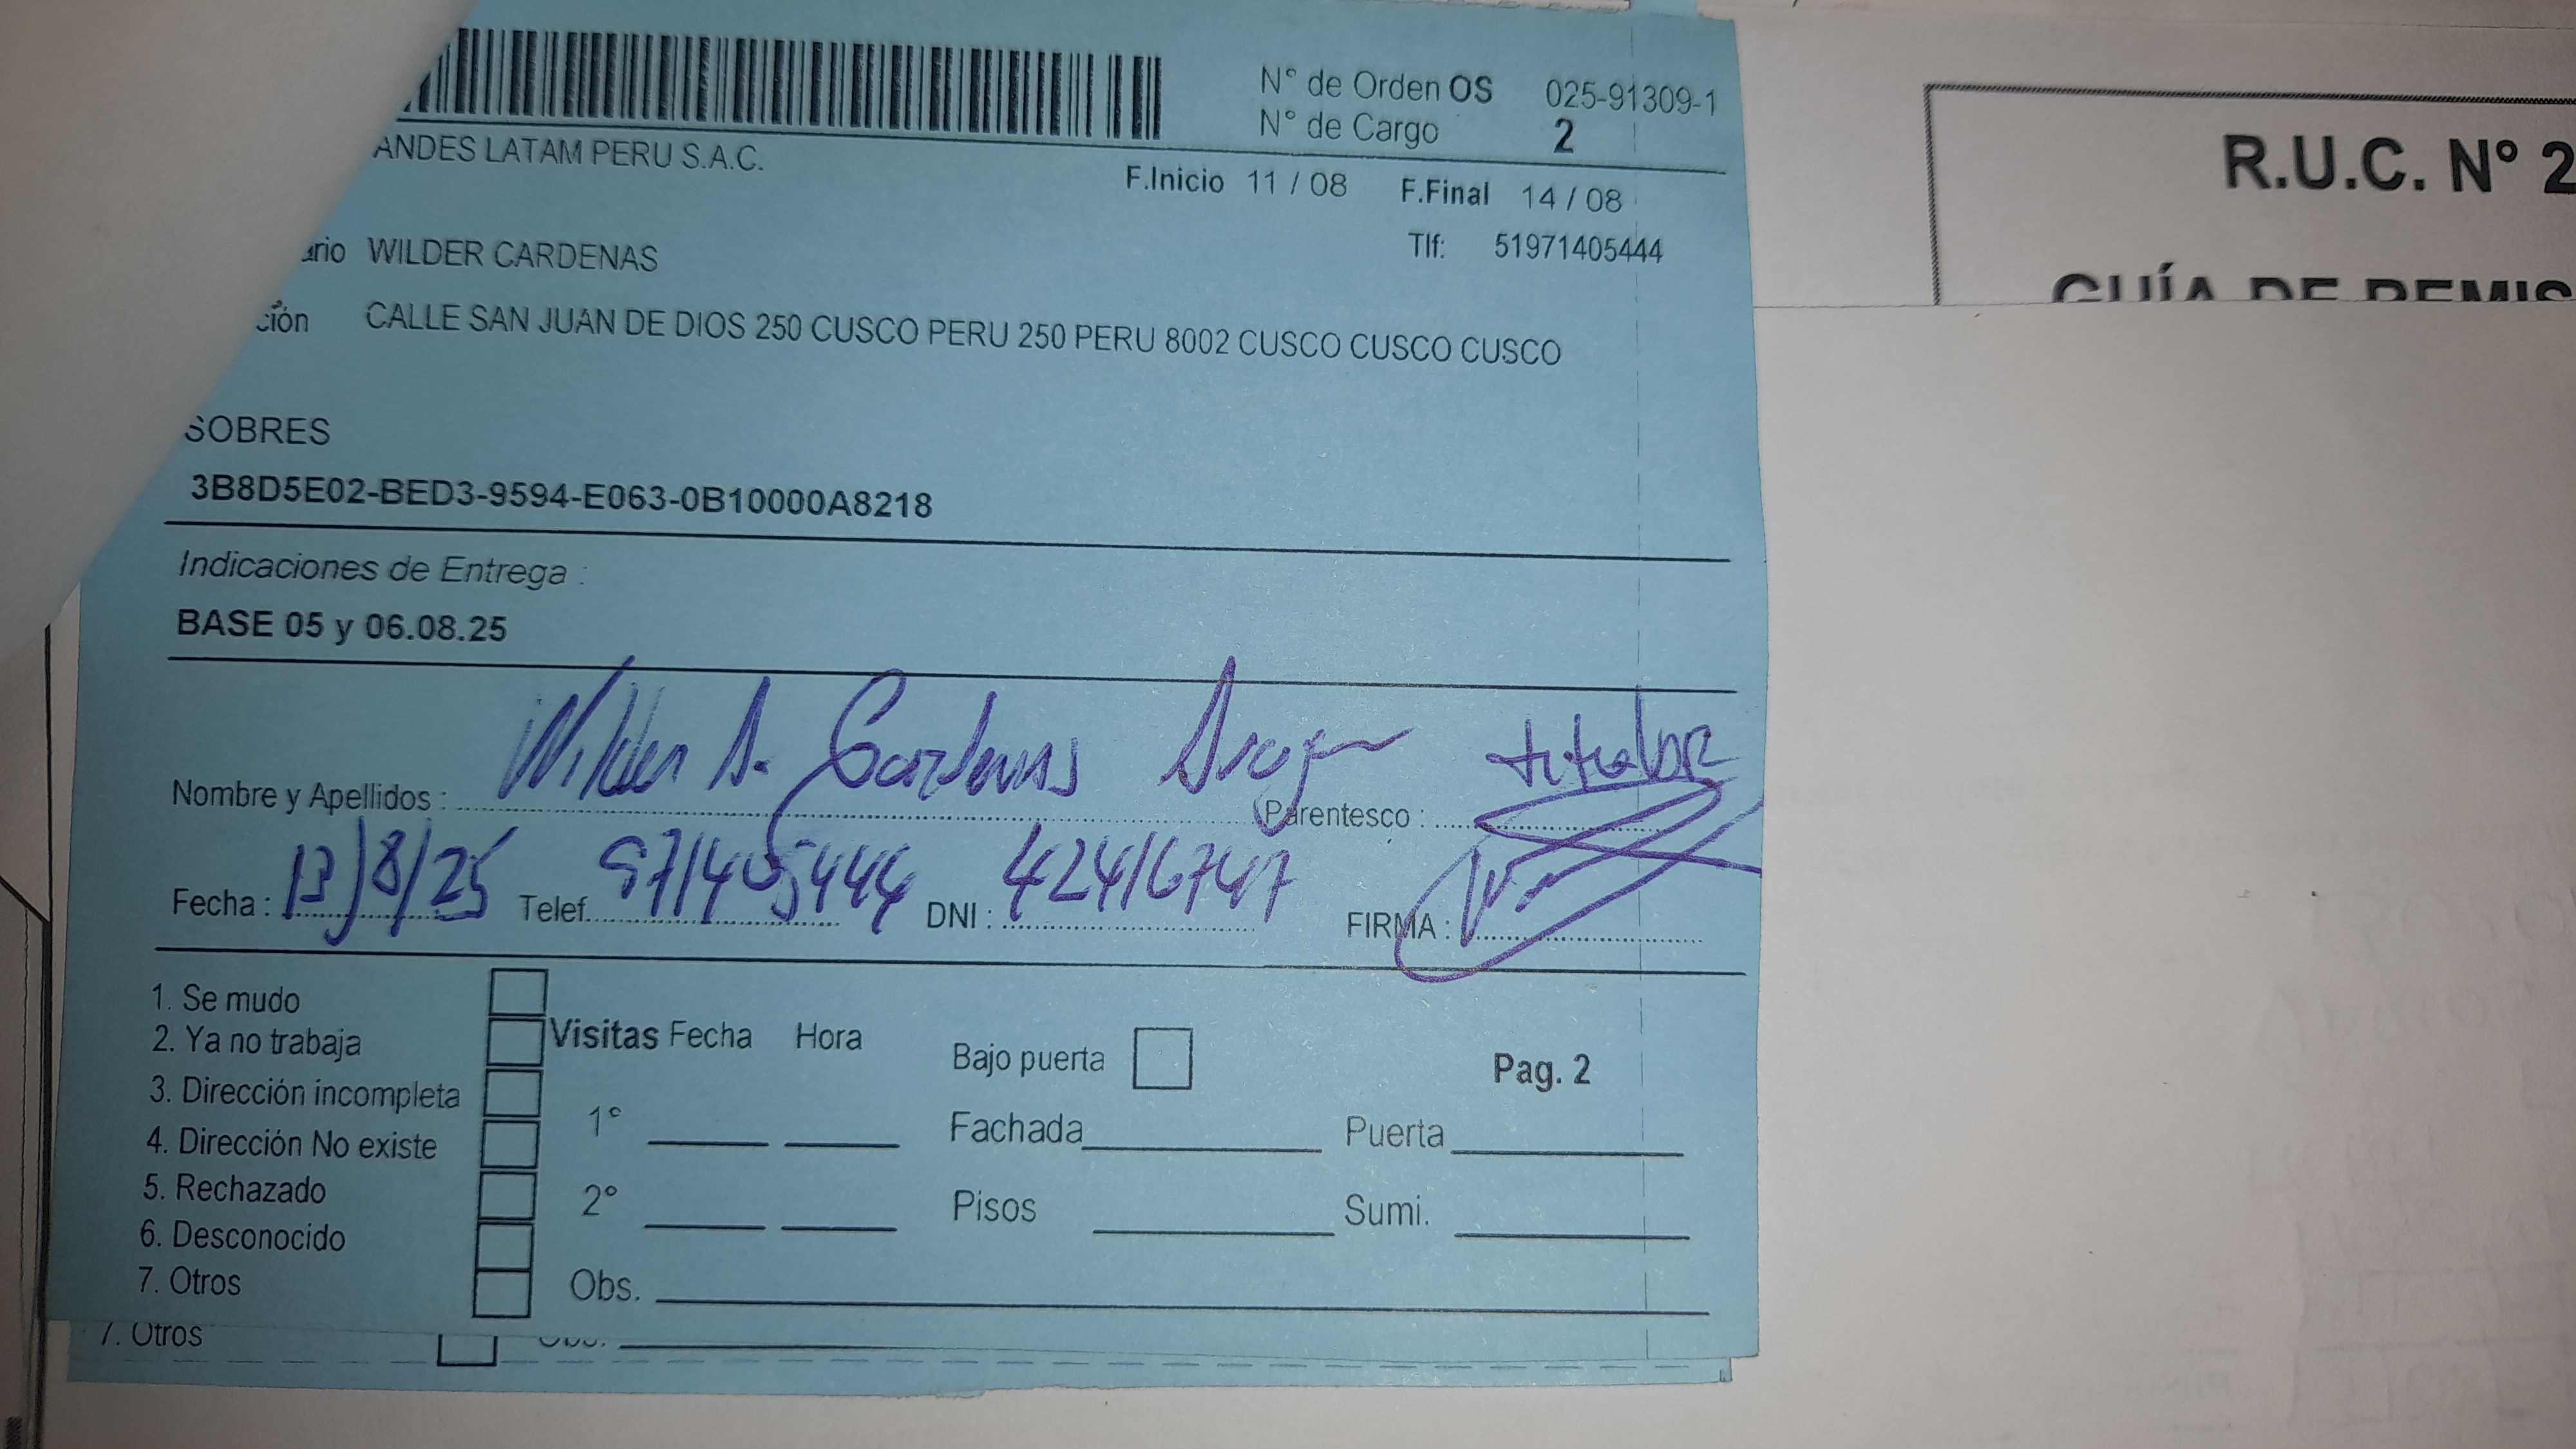 N° de Orden OS 025-91309-1
N° de Cargo 2
ANDES LATAM PERU S.A.C.
F.Inicio 11 / 08 F.Final 14 / 08
ario WILDER CARDENAS Tlf: 51971405444
ción CALLE SAN JUAN DE DIOS 250 CUSCO PERU 250 PERU 8002 CUSCO CUSCO CUSCO
SOBRES
3B8D5E02-BED3-9594-E063-0B10000A8218
Indicaciones de Entrega :
BASE 05 y 06.08.25
Nombre y Apellidos : Wilder A. Cardenas Parentesco : titular
Fecha : 13/8/25 Telef. 971405444 DNI : 42416747 FIRMA :
1. Se mudo
2. Ya no trabaja
3. Dirección incompleta
4. Dirección No existe
5. Rechazado
6. Desconocido
7. Otros
Visitas Fecha Hora
1°
2°
Obs.
Bajo puerta
Fachada Puerta
Pisos Sumi.
Pag. 2
7. Otros Obs.
R.U.C. N° 2
GUÍA DE REMIS